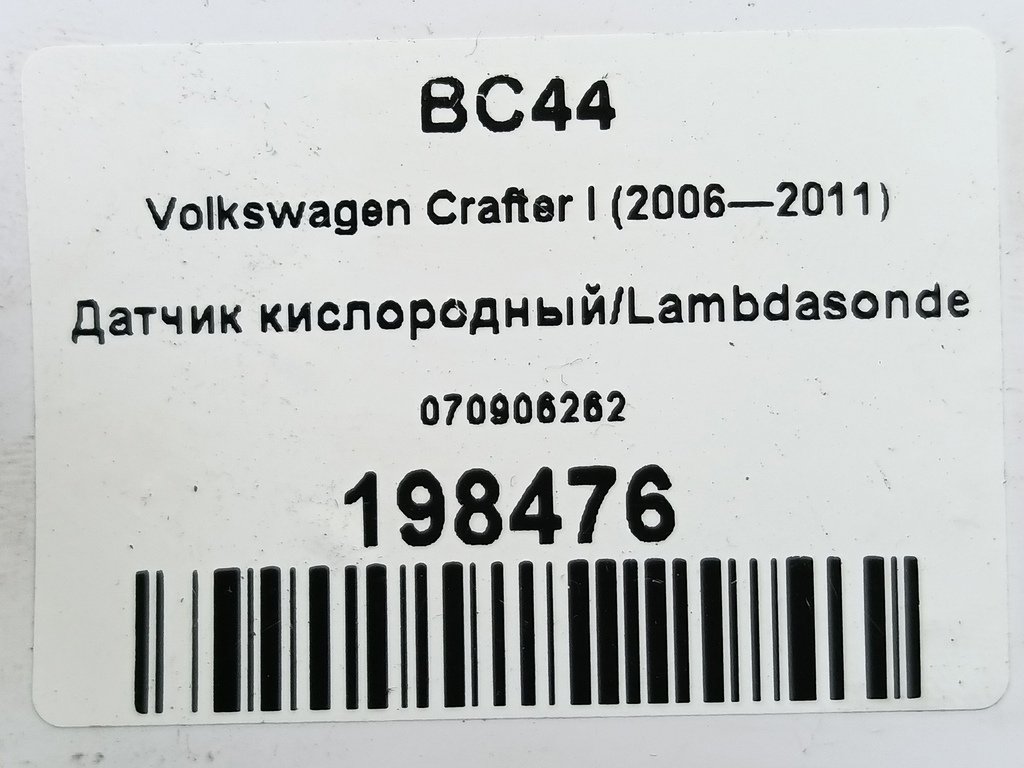 BC44
Volkswagen Crafter I (2006—2011)
Датчик кислородный/Lambdasonde
070906262
198476